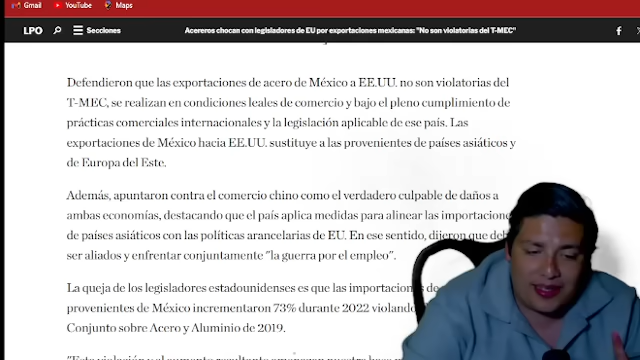 Gmail YouTube Maps
LPO Secciones Acereros chocan con legisladores de EU por exportaciones mexicanas: "No son violatorias del T-MEC"
Defendieron que las exportaciones de acero de México a EE.UU. no son violatorias del
T-MEC, se realizan en condiciones leales de comercio y bajo el pleno cumplimiento de
prácticas comerciales internacionales y la legislación aplicable de ese país. Las
exportaciones de México hacia EE.UU. sustituye a las provenientes de países asiáticos y
de Europa del Este.
Además, apuntaron contra el comercio chino como el verdadero culpable de daños a
ambas economías, destacando que el país aplica medidas para alinear las importacione
de países asiáticos con las políticas arancelarias de EU. En ese sentido, dijeron que de
ser aliados y enfrentar conjuntamente "la guerra por el empleo".
La queja de los legisladores estadounidenses es que las importaciones de
provenientes de México incrementaron 73% durante 2022 violando
Conjunto sobre Acero y Aluminio de 2019.